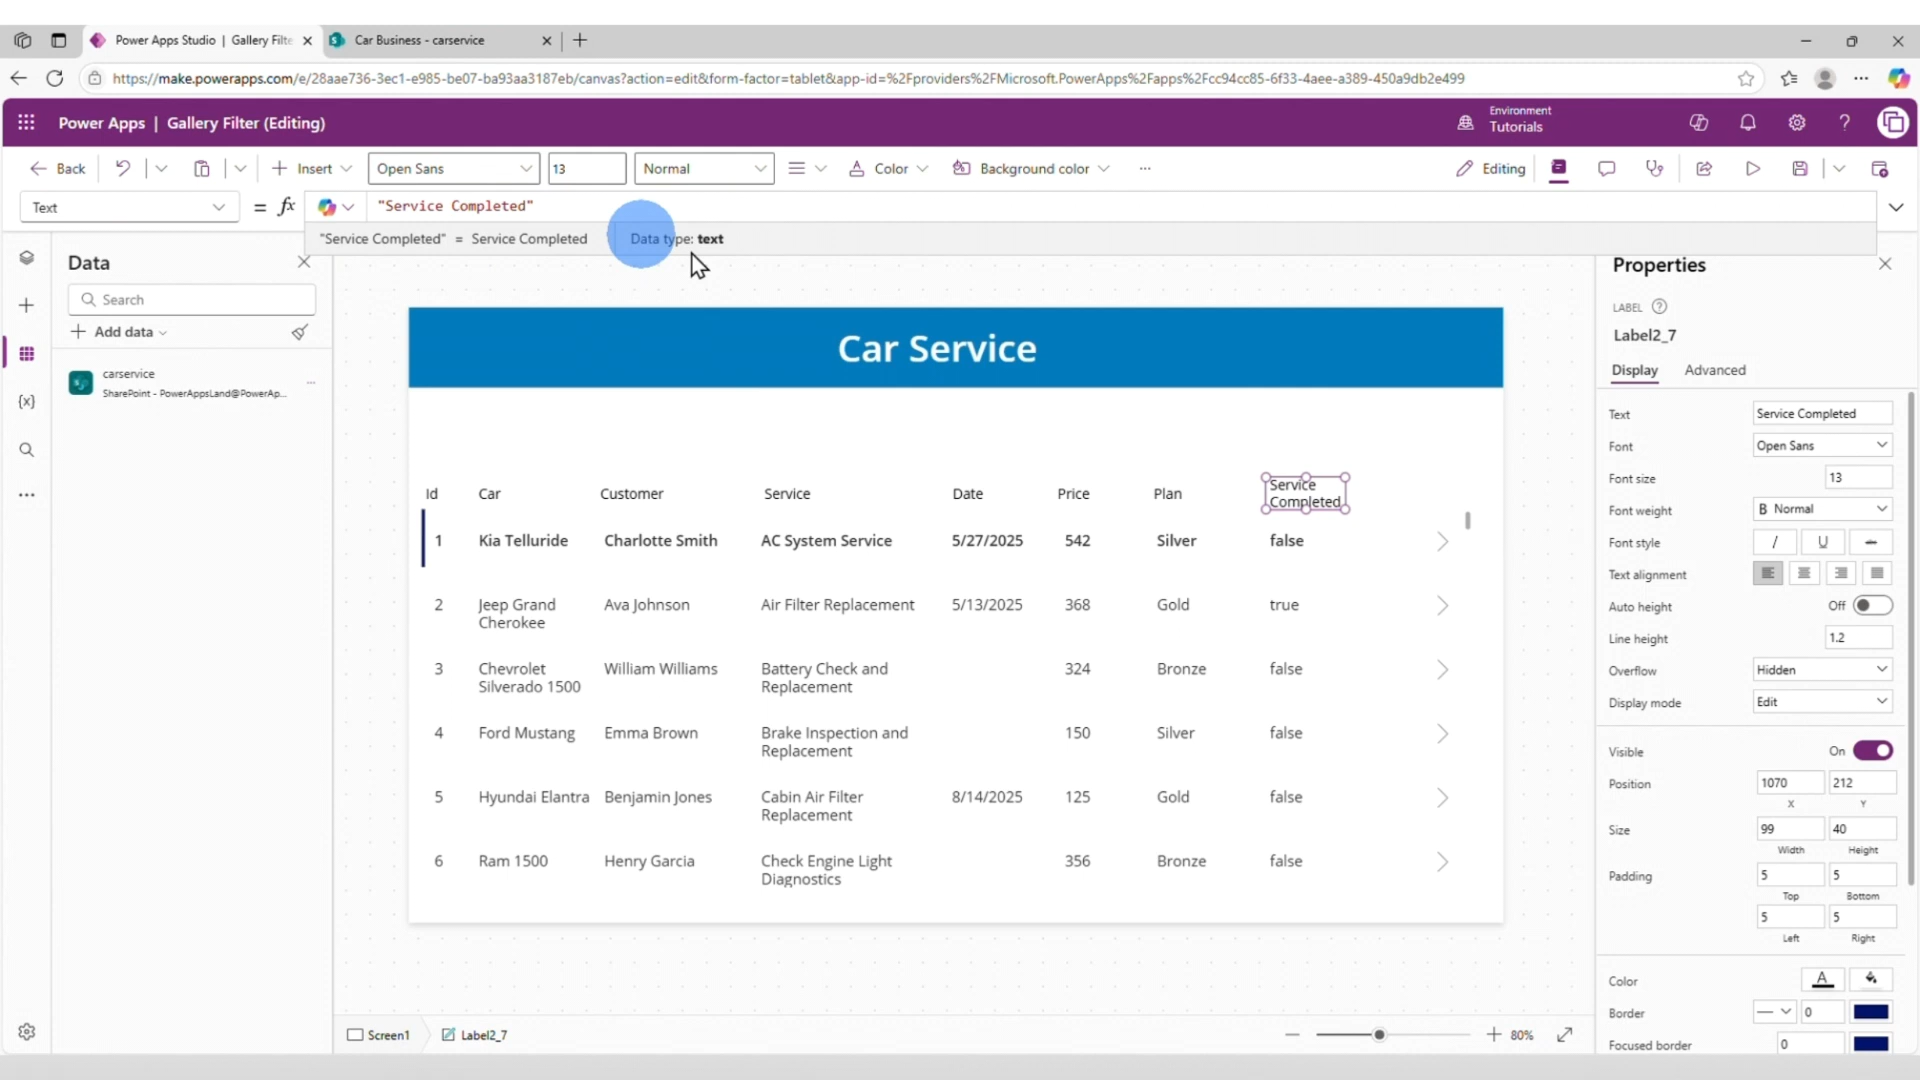 Power Apps Studio | Gallery Filte
Car Business - carservice
https://make.powerapps.com/e/28aae736-3ec1-e985-be07-ba93aa3187eb/canvas?action=edit&form-factor=tablet&app-id=%2Fproviders%2FMicrosoft.PowerApps%2Fapps%2Fcc94cc85-6f33-4aee-a389-450a9db2e499
Power Apps | Gallery Filter (Editing)
Environment
Tutorials
Back
Insert
Open Sans
13
Normal
Color
Background color
Editing
Text
= fx
"Service Completed"
"Service Completed" = Service Completed
Data type: text
Data
Search
Add data
carservice
SharePoint - PowerAppsLand@PowerAp...
Car Service
Id Car Customer Service Date Price Plan Service
Completed
1 Kia Telluride Charlotte Smith AC System Service 5/27/2025 542 Silver false
2 Jeep Grand Ava Johnson Air Filter Replacement 5/13/2025 368 Gold true
Cherokee
3 Chevrolet William Williams Battery Check and 324 Bronze false
Silverado 1500 Replacement
4 Ford Mustang Emma Brown Brake Inspection and 150 Silver false
Replacement
5 Hyundai Elantra Benjamin Jones Cabin Air Filter 8/14/2025 125 Gold false
Replacement
6 Ram 1500 Henry Garcia Check Engine Light 356 Bronze false
Diagnostics
Screen1
Label2_7
80%
Properties
LABEL
Label2_7
Display Advanced
Text Service Completed
Font Open Sans
Font size 13
Font weight B Normal
Font style / U
Text alignment
Auto height Off
Line height 1.2
Overflow Hidden
Display mode Edit
Visible On
Position 1070 212
X Y
Size 99 40
Width Height
Padding 5 5
Top Bottom
5 5
Left Right
Color A
Border 0
Focused border 0